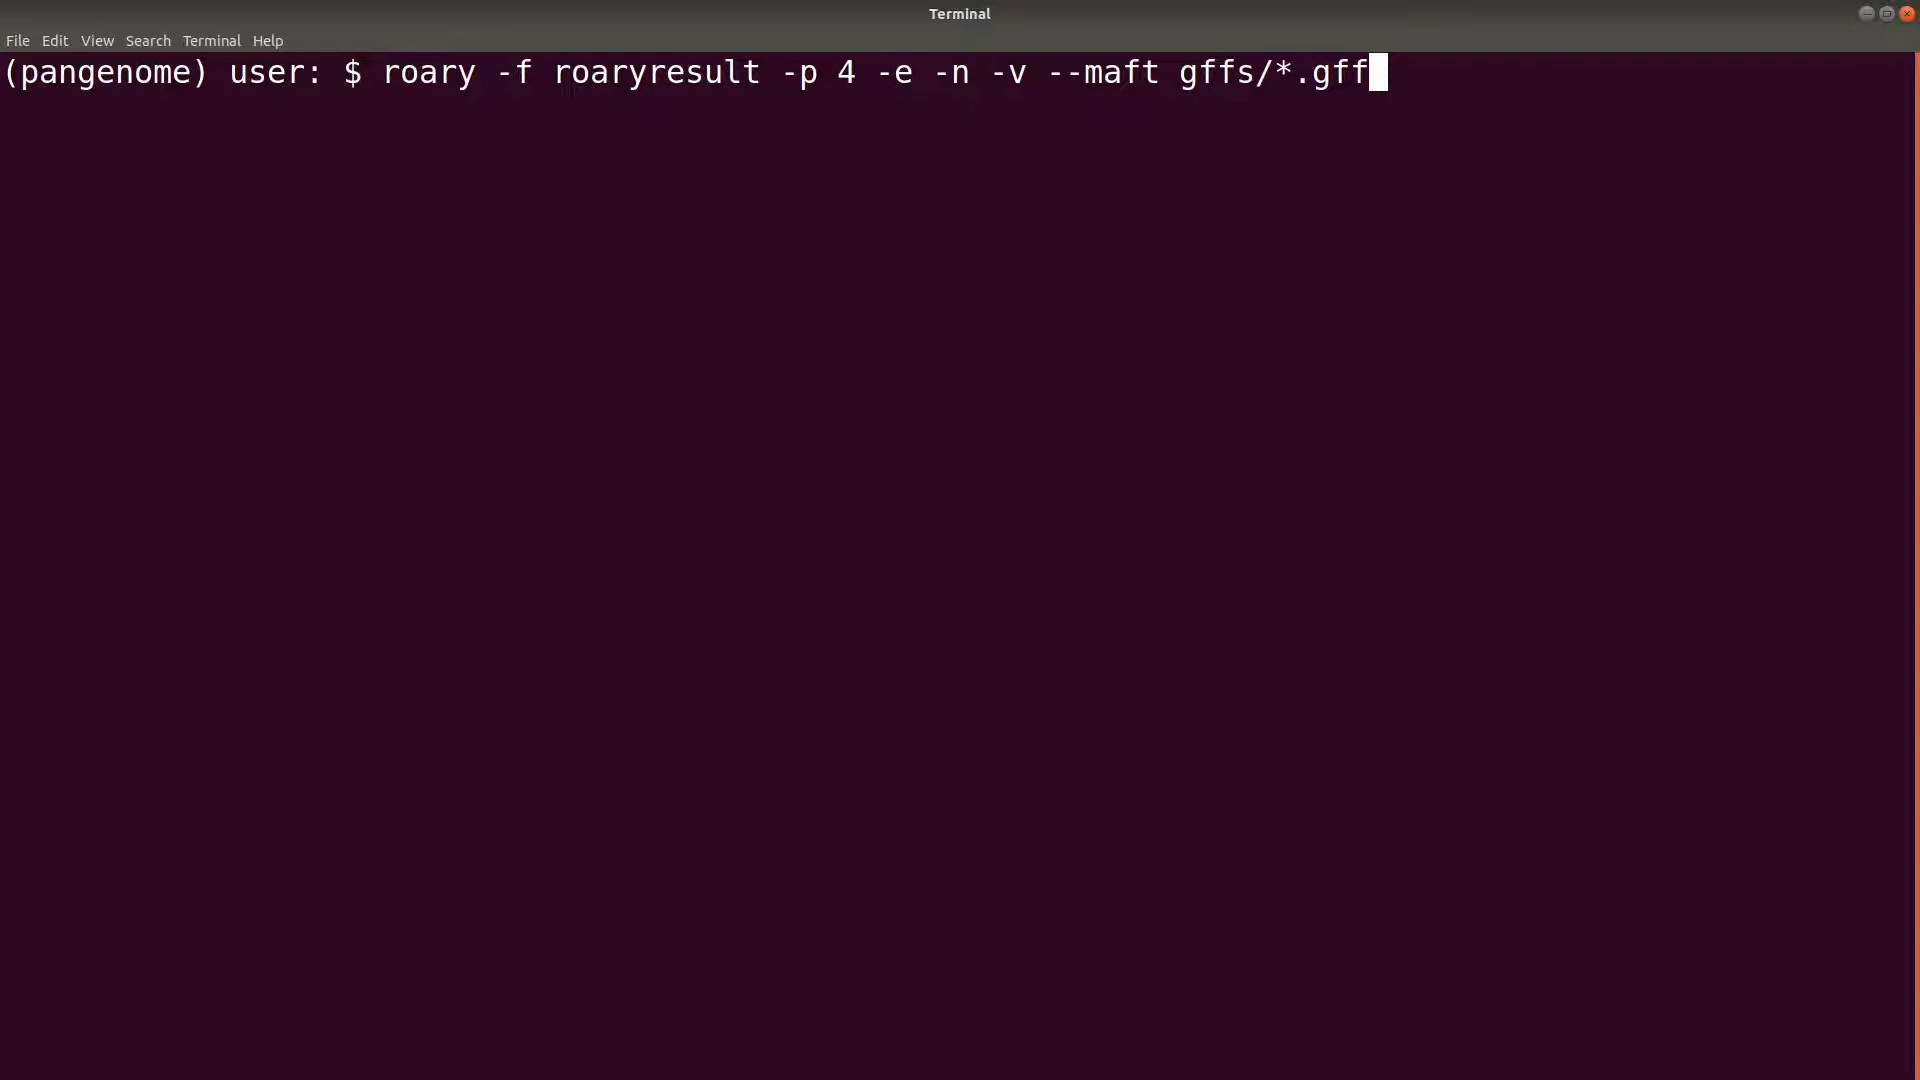 Terminal
File Edit View Search Terminal Help
(pangenome) user: $ roary -f roaryresult -p 4 -e -n -v --maft gffs/*.gff